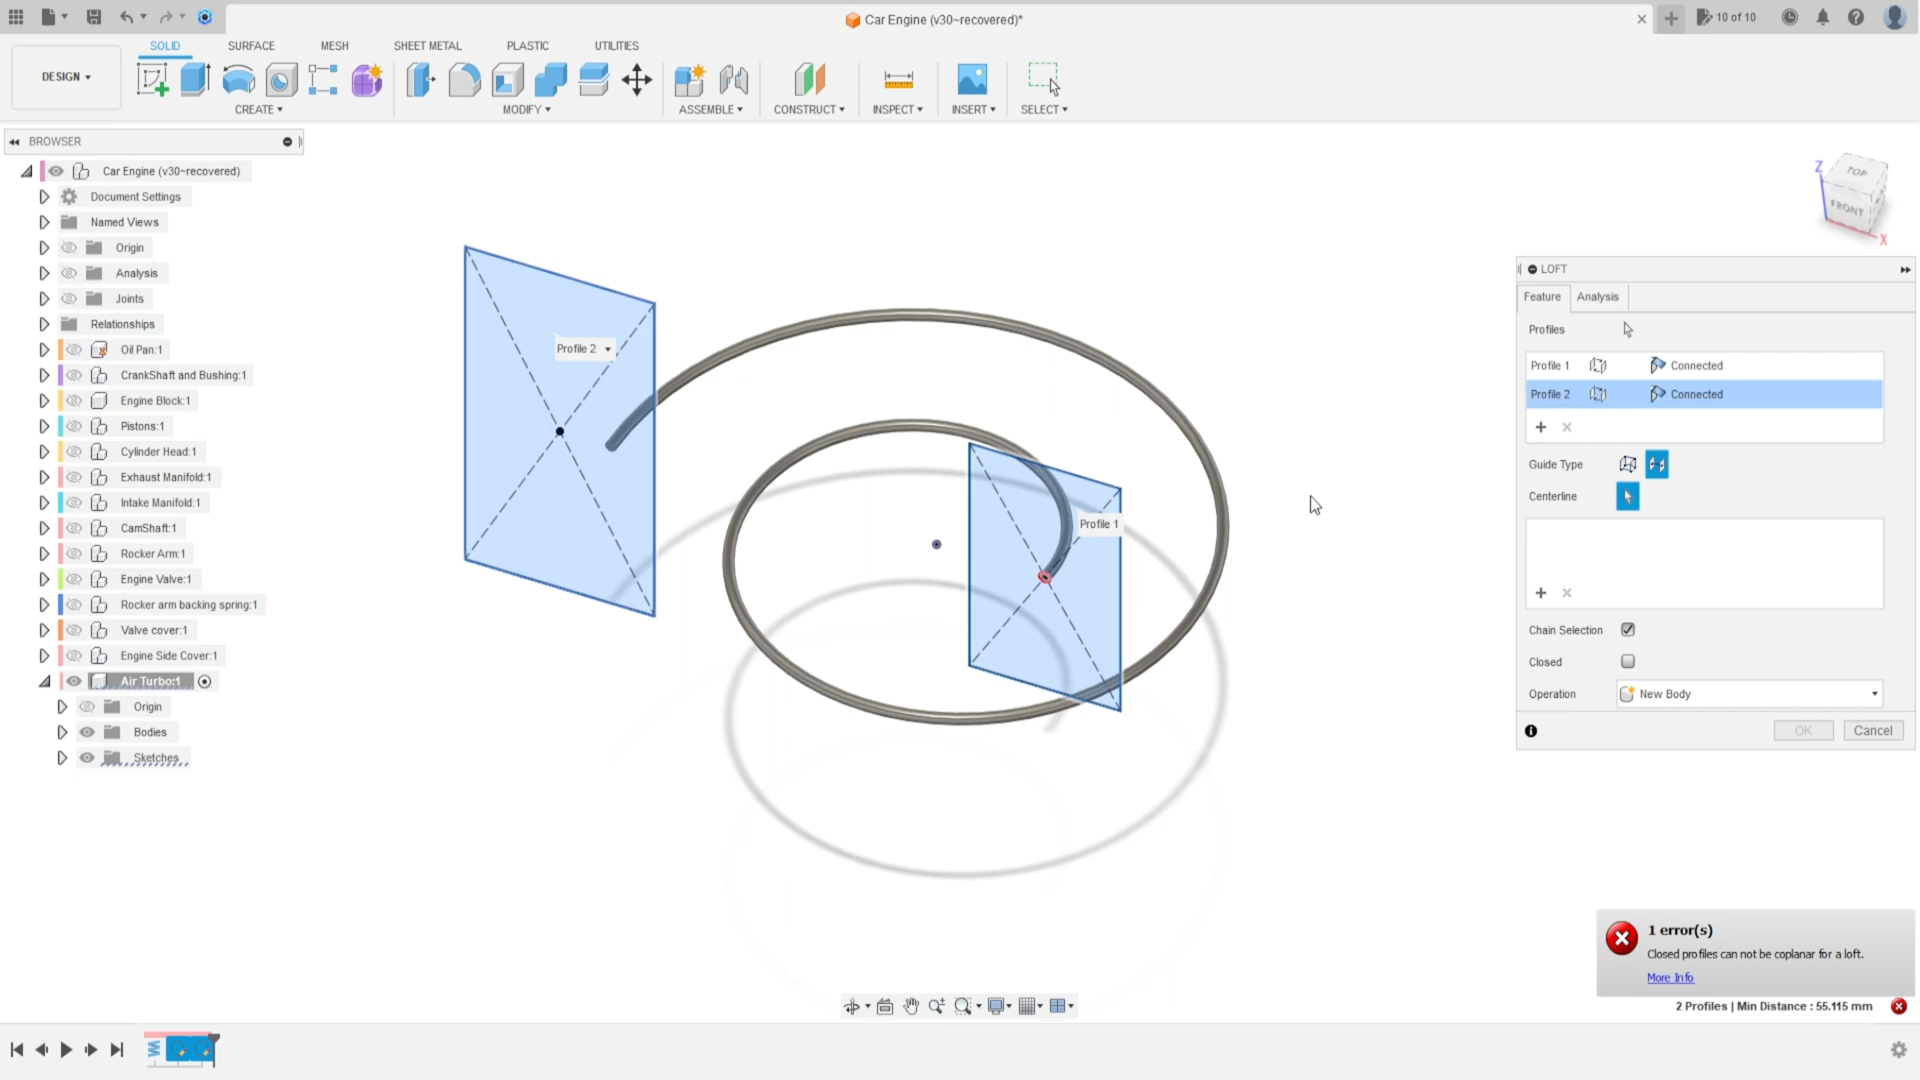 Car Engine (v30~recovered)*
10 of 10
DESIGN
SOLID
SURFACE
MESH
SHEET METAL
PLASTIC
UTILITIES
CREATE
MODIFY
ASSEMBLE
CONSTRUCT
INSPECT
INSERT
SELECT
BROWSER
Car Engine (v30~recovered)
Document Settings
Named Views
Origin
Analysis
Joints
Relationships
Oil Pan:1
CrankShaft and Bushing:1
Engine Block:1
Pistons:1
Cylinder Head:1
Exhaust Manifold:1
Intake Manifold:1
CamShaft:1
Rocker Arm:1
Engine Valve:1
Rocker arm backing spring:1
Valve cover:1
Engine Side Cover:1
Air Turbo:1
Origin
Bodies
Sketches
Profile 2
Profile 1
Z
TOP
FRONT
X
LOFT
Feature
Analysis
Profiles
Profile 1 Connected
Profile 2 Connected
Guide Type
Centerline
Chain Selection
Closed
Operation New Body
OK
Cancel
1 error(s)
Closed profiles can not be coplanar for a loft.
More Info
2 Profiles | Min Distance : 55.115 mm